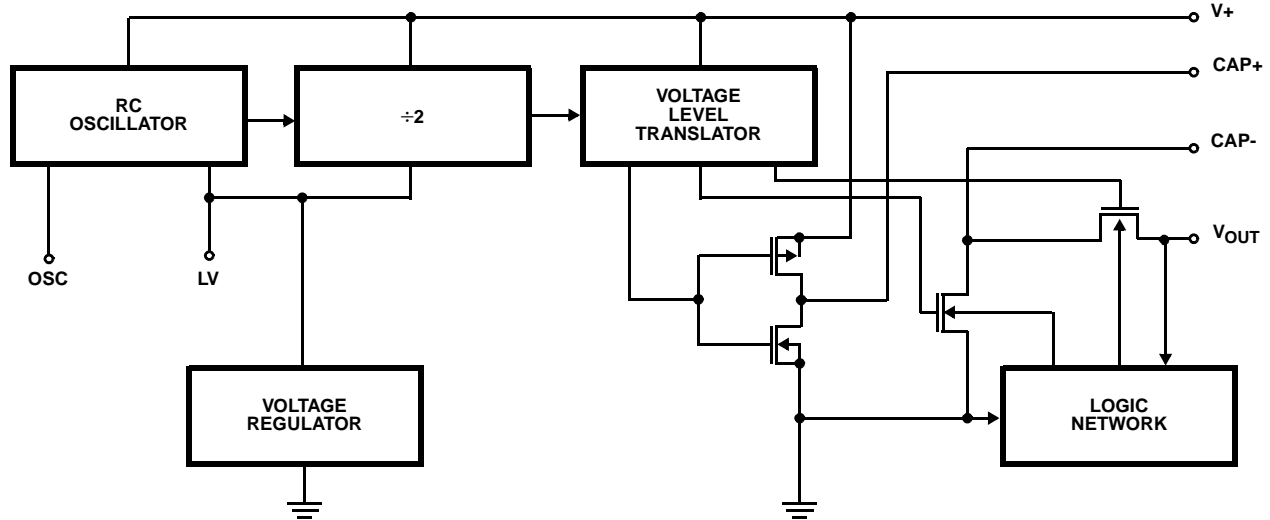 V+
CAP+
RC
OSCILLATOR
÷2
VOLTAGE
LEVEL
TRANSLATOR
CAP-
VOUT
OSC
LV
VOLTAGE
REGULATOR
LOGIC
NETWORK